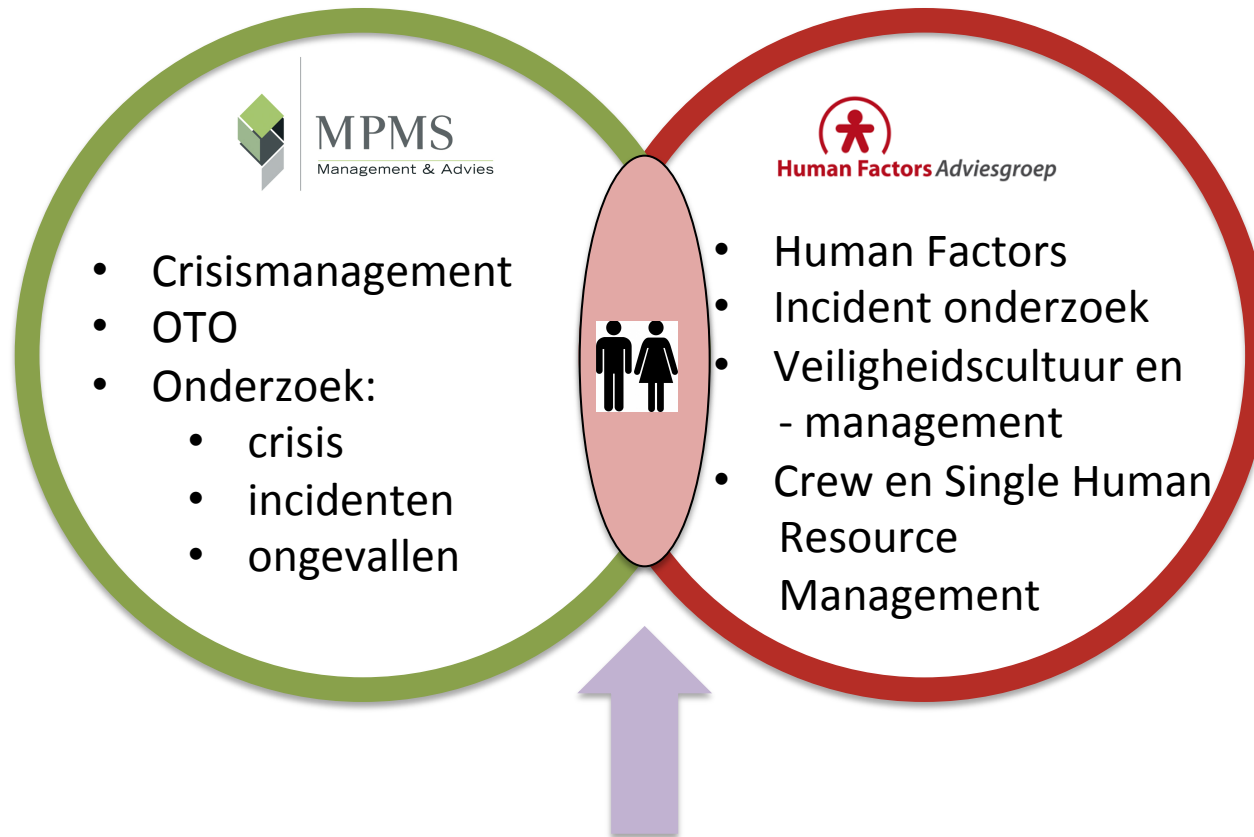 MPMS
Management & Advies
• Crisismanagement
• OTO
• Onderzoek:
• crisis
• incidenten
• ongevallen
Human Factors Adviesgroep
• Human Factors
• Incident onderzoek
• Veiligheidscultuur en
- management
• Crew en Single Human
Resource
Management